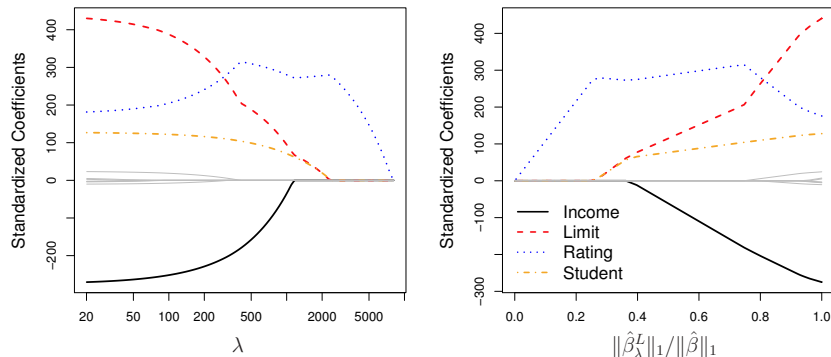 Standardized Coefficients
400
300
200
100
0
−200
20 50 100 200 500 2000 5000
λ
Standardized Coefficients
400
300
200
100
0
−100
−300
Income
Limit
Rating
Student
0.0 0.2 0.4 0.6 0.8 1.0
‖β̂λᴸ‖₁/‖β̂‖₁